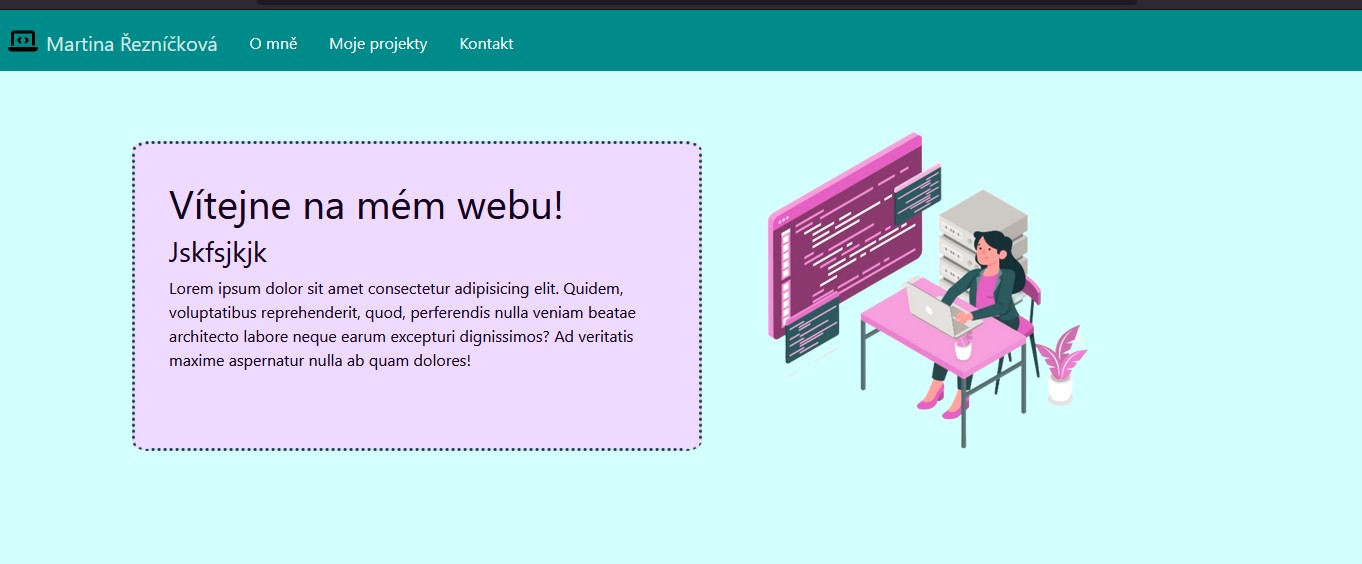 Martina Řezníčková O mně Moje projekty Kontakt
Vítejne na mém webu!
Jskfsjkjk
Lorem ipsum dolor sit amet consectetur adipisicing elit. Quidem,
voluptatibus reprehenderit, quod, perferendis nulla veniam beatae
architecto labore neque earum excepturi dignissimos? Ad veritatis
maxime aspernatur nulla ab quam dolores!